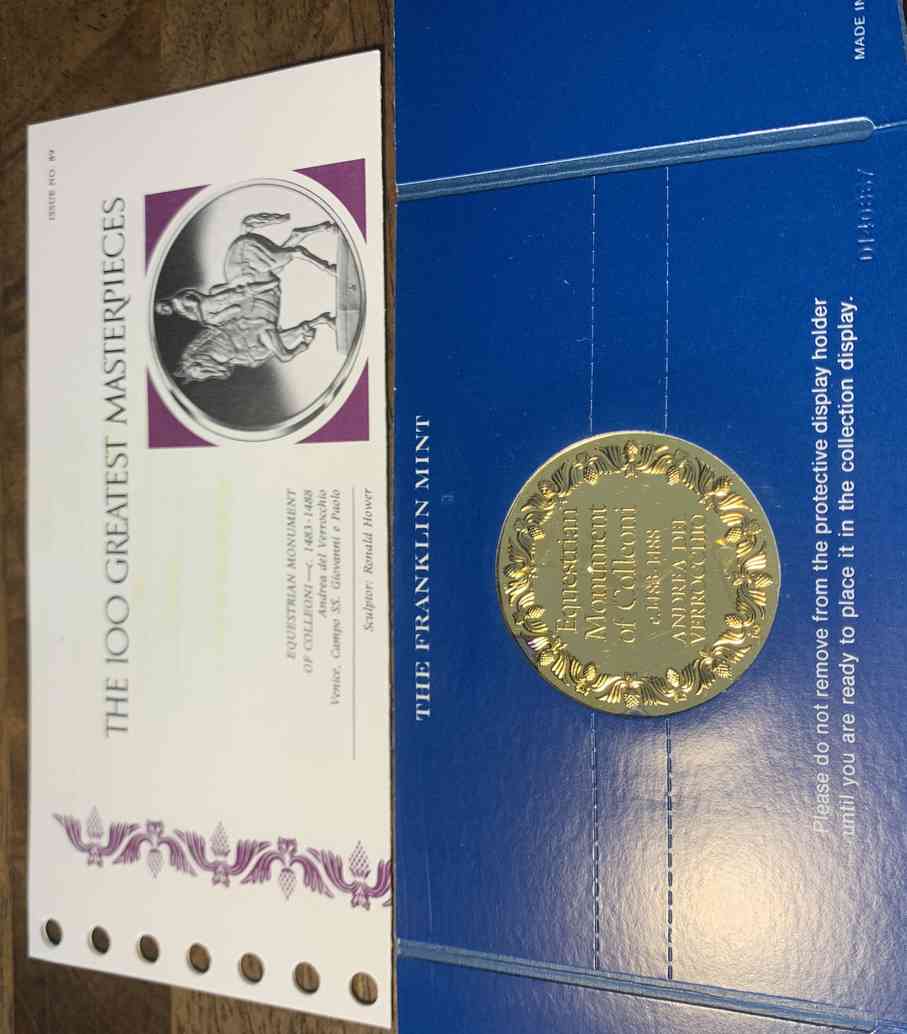 ISSUE NO. 89
THE 100 GREATEST MASTERPIECES
EQUESTRIAN MONUMENT
OF COLLEONI—c. 1483-1488
Andrea del Verrocchio
Venice, Campo SS. Giovanni e Paolo
Sculptor: Ronald Hower
THE FRANKLIN MINT
Equestrian
Monument
of Colleoni
ANDREA DEL
VERROCCHIO
Please do not remove from the protective display holder
until you are ready to place it in the collection display.
MADE IN